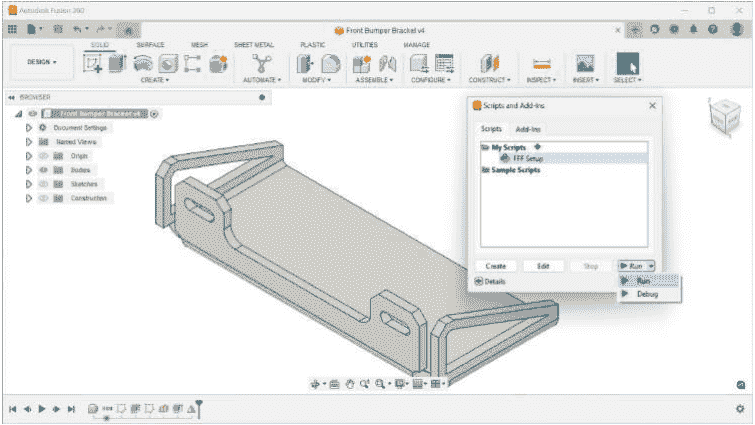 Autodesk Fusion 360
Front Bumper Bracket v4
SOLID SURFACE MESH SHEET METAL PLASTIC UTILITIES MANAGE
DESIGN
CREATE AUTOMATE MODIFY ASSEMBLE CONFIGURE CONSTRUCT INSPECT INSERT SELECT
BROWSER
Front Bumper Bracket v4
Document Settings
Named Views
Origin
Bodies
Sketches
Construction
Scripts and Add-Ins
Scripts Add-Ins
My Scripts
FFF Setup
Sample Scripts
Create Edit Stop Run
Details
Run
Debug